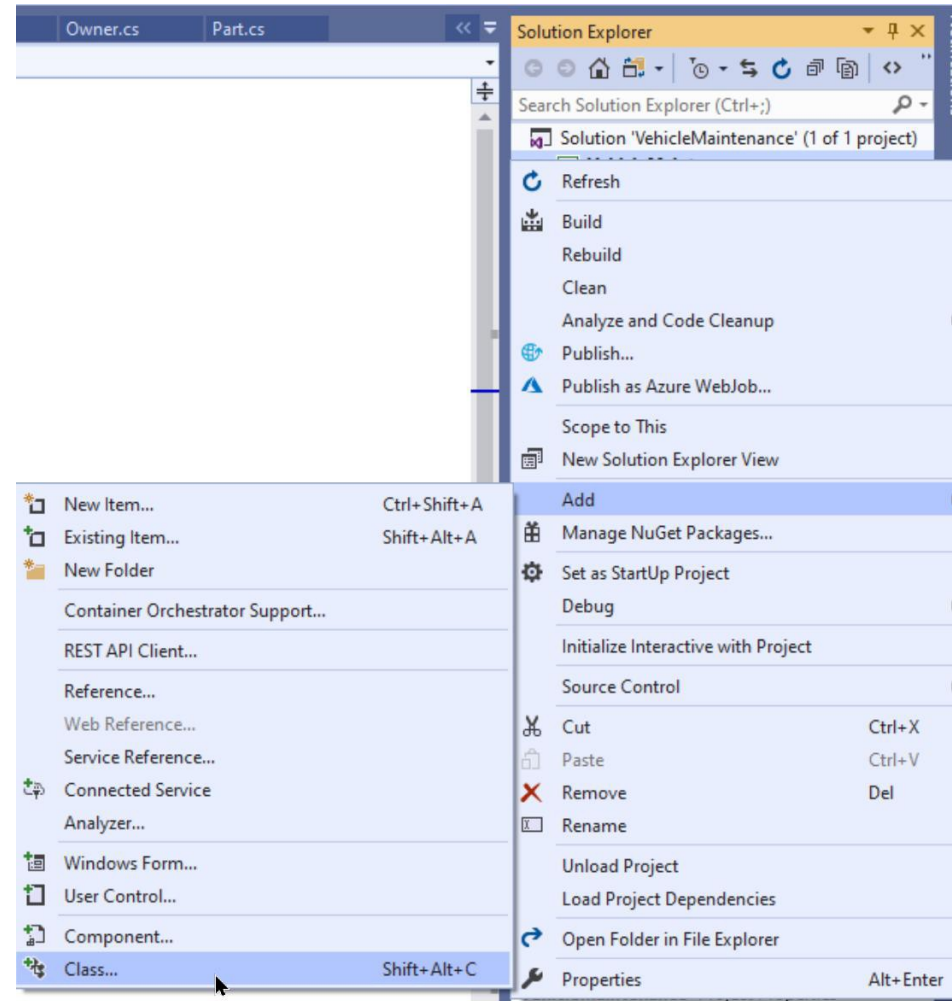 Owner.cs
Part.cs
Solution Explorer
Search Solution Explorer (Ctrl+;)
Solution 'VehicleMaintenance' (1 of 1 project)
Refresh
Build
Rebuild
Clean
Analyze and Code Cleanup
Publish...
Publish as Azure WebJob...
Scope to This
New Solution Explorer View
Add
Manage NuGet Packages...
Set as StartUp Project
Debug
Initialize Interactive with Project
Source Control
Cut Ctrl+X
Paste Ctrl+V
Remove Del
Rename
Unload Project
Load Project Dependencies
Open Folder in File Explorer
Properties Alt+Enter
New Item... Ctrl+Shift+A
Existing Item... Shift+Alt+A
New Folder
Container Orchestrator Support...
REST API Client...
Reference...
Web Reference...
Service Reference...
Connected Service
Analyzer...
Windows Form...
User Control...
Component...
Class... Shift+Alt+C